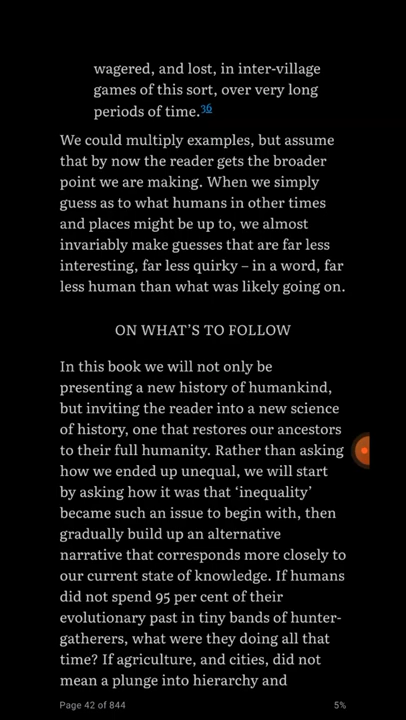 wagered, and lost, in inter-village
games of this sort, over very long
periods of time.36
We could multiply examples, but assume
that by now the reader gets the broader
point we are making. When we simply
guess as to what humans in other times
and places might be up to, we almost
invariably make guesses that are far less
interesting, far less quirky – in a word, far
less human than what was likely going on.
ON WHAT'S TO FOLLOW
In this book we will not only be
presenting a new history of humankind,
but inviting the reader into a new science
of history, one that restores our ancestors
to their full humanity. Rather than asking
how we ended up unequal, we will start
by asking how it was that ‘inequality’
became such an issue to begin with, then
gradually build up an alternative
narrative that corresponds more closely to
our current state of knowledge. If humans
did not spend 95 per cent of their
evolutionary past in tiny bands of hunter-
gatherers, what were they doing all that
time? If agriculture, and cities, did not
mean a plunge into hierarchy and
Page 42 of 844
5%